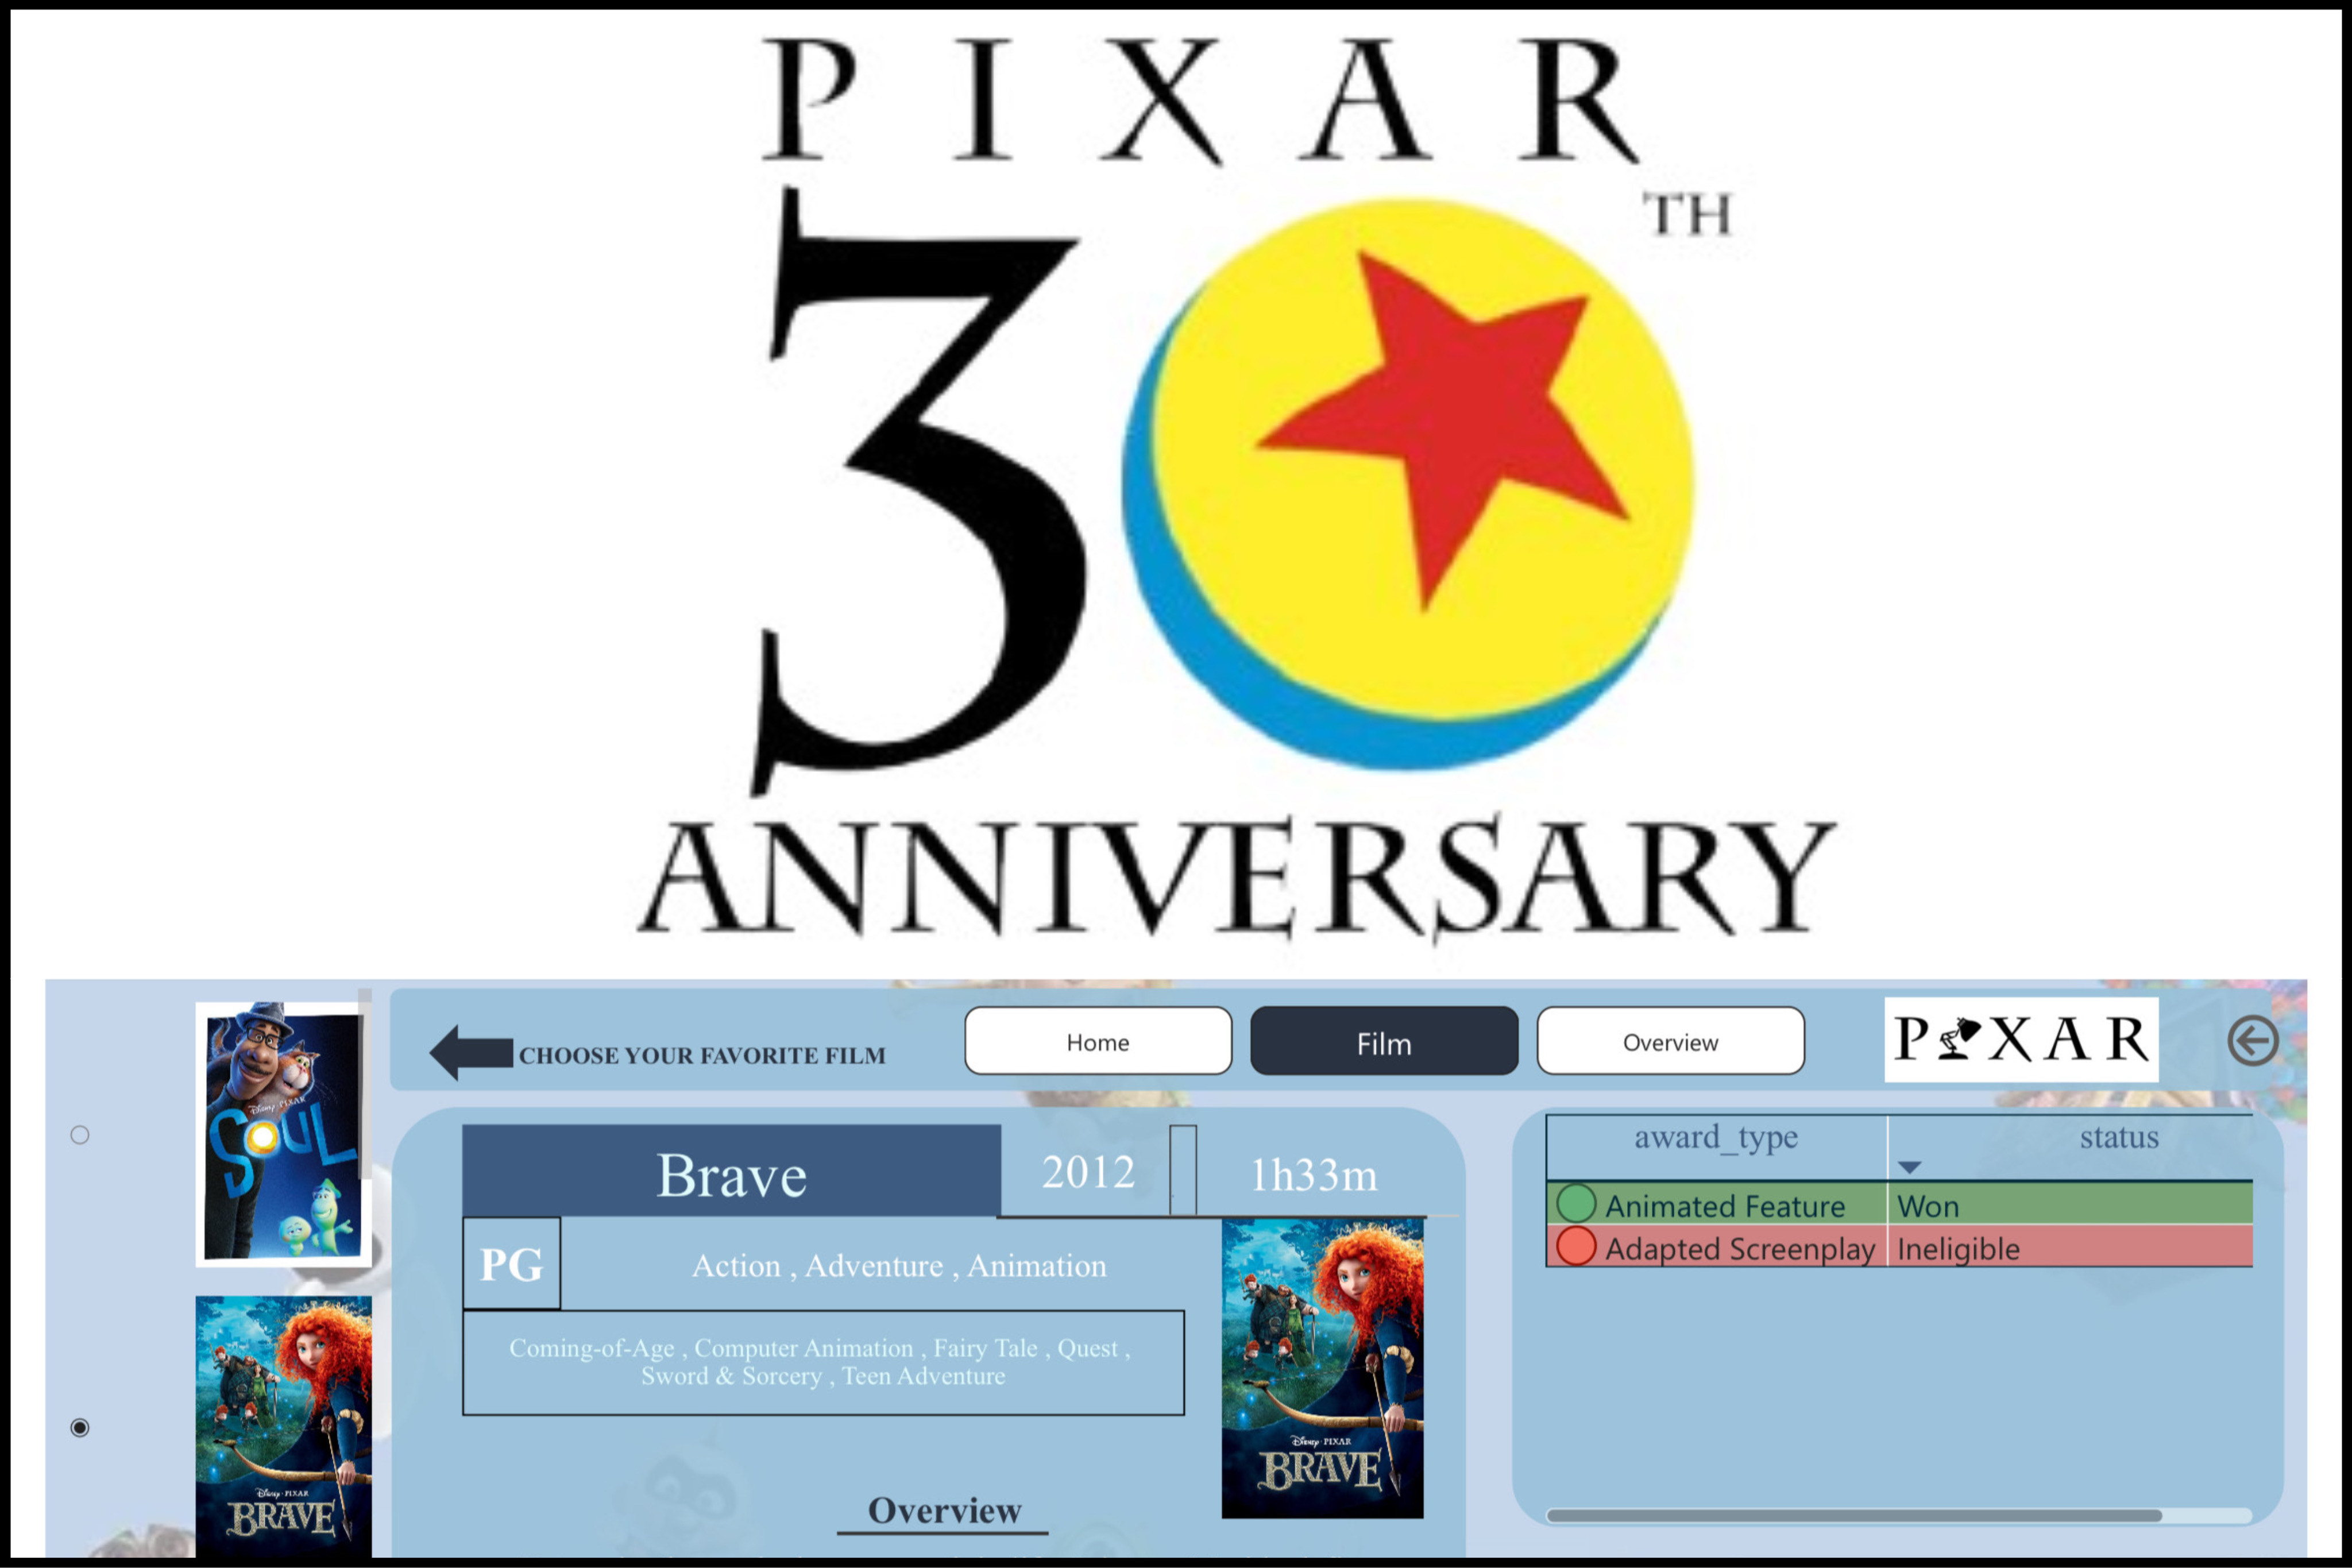 PIXAR
30
TH
ANNIVERSARY
CHOOSE YOUR FAVORITE FILM
Home
Film
Overview
PIXAR
Disney · PIXAR
SOUL
Brave
2012
1h33m
award_type
status
Animated Feature
Won
Adapted Screenplay
Ineligible
PG
Action , Adventure , Animation
Coming-of-Age , Computer Animation , Fairy Tale , Quest ,
Sword & Sorcery , Teen Adventure
Disney · PIXAR
BRAVE
Disney · PIXAR
BRAVE
Overview